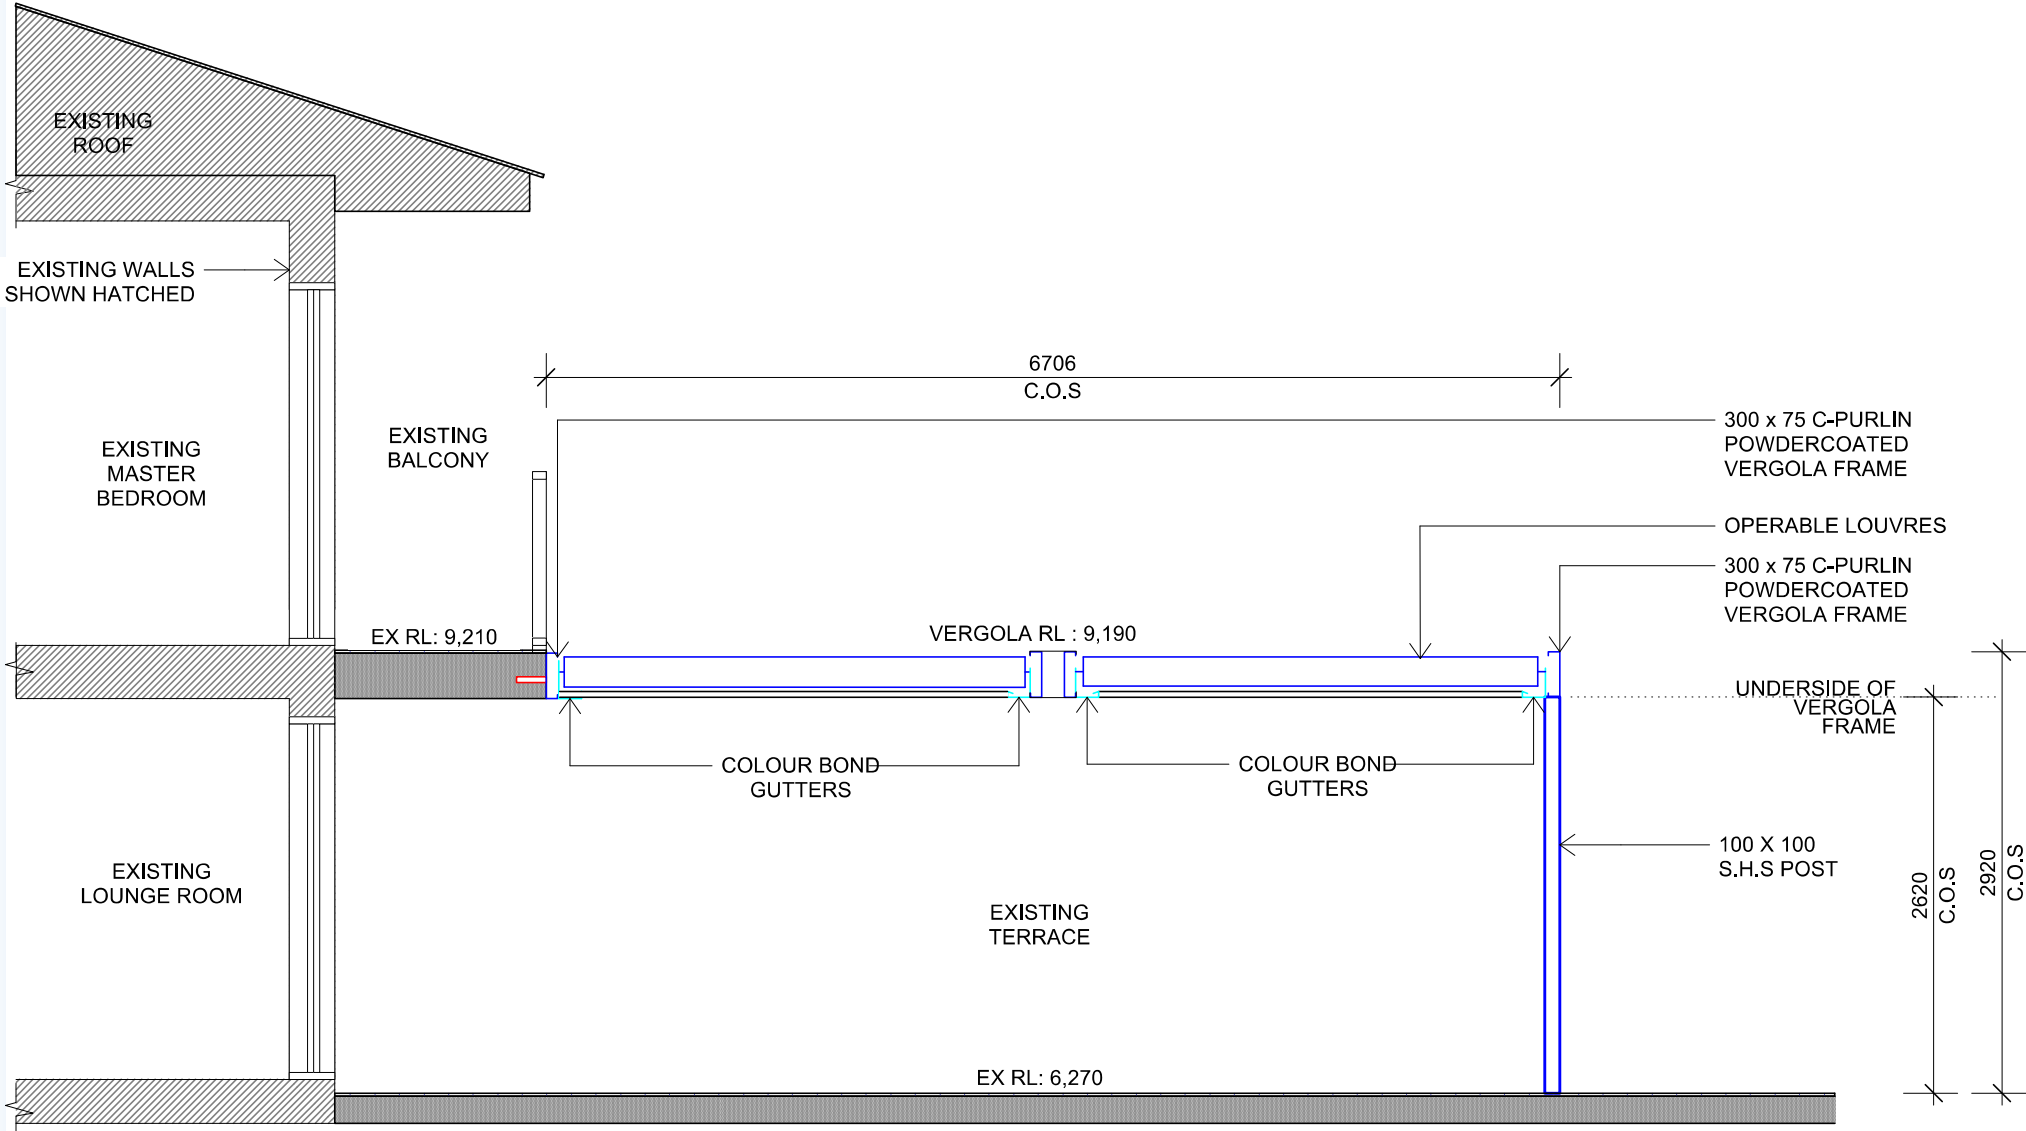 EXISTING
ROOF
EXISTING WALLS
SHOWN HATCHED
6706
C.O.S
300 x 75 C-PURLIN
POWDERCOATED
VERGOLA FRAME
EXISTING
BALCONY
EXISTING
MASTER
BEDROOM
OPERABLE LOUVRES
300 x 75 C-PURLIN
POWDERCOATED
VERGOLA FRAME
EX RL: 9,210
VERGOLA RL : 9,190
UNDERSIDE OF
VERGOLA
FRAME
COLOUR BOND
GUTTERS
COLOUR BOND
GUTTERS
100 X 100
S.H.S POST
2620
C.O.S
2920
C.O.S
EXISTING
LOUNGE ROOM
EXISTING
TERRACE
EX RL: 6,270